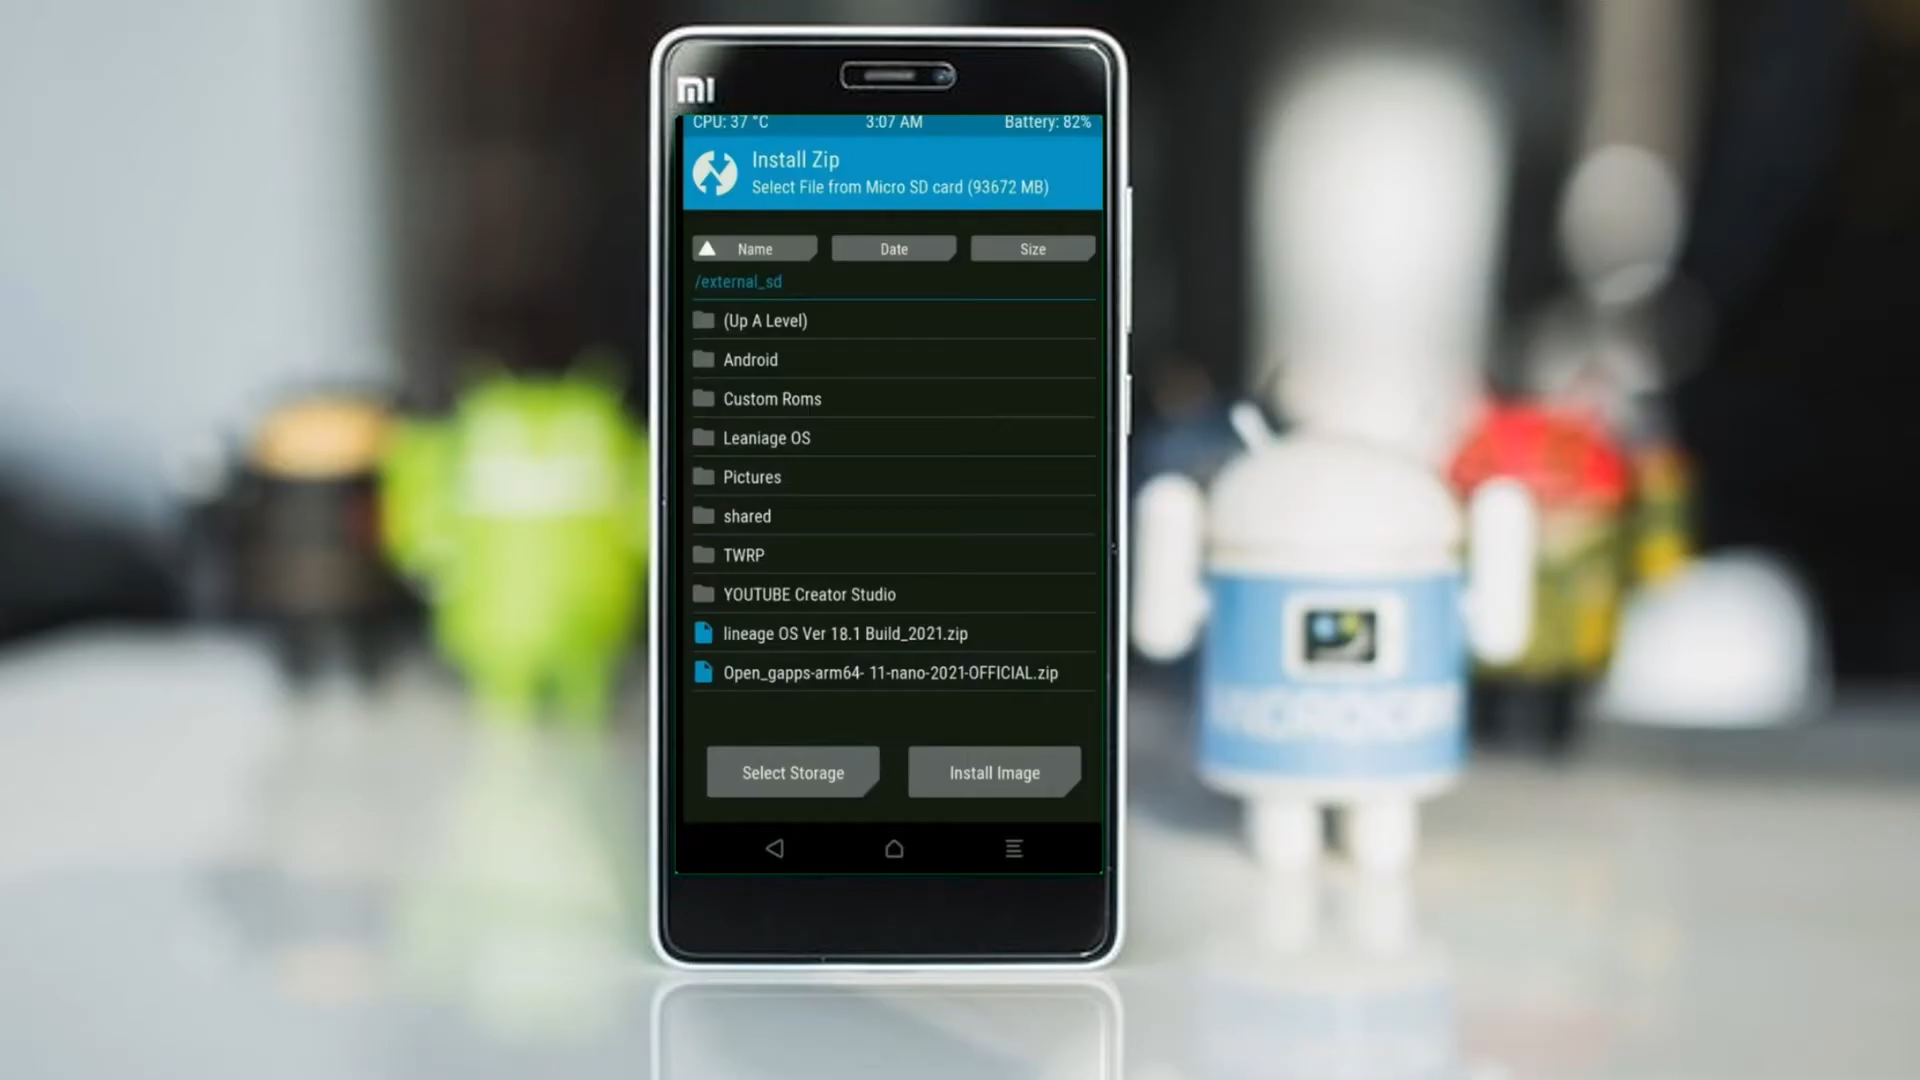 mi
CPU: 37 °C 3:07 AM Battery: 82%
Install Zip
Select File from Micro SD card (93672 MB)
Name Date Size
/external_sd
(Up A Level)
Android
Custom Roms
Leaniage OS
Pictures
shared
TWRP
YOUTUBE Creator Studio
lineage OS Ver 18.1 Build_2021.zip
Open_gapps-arm64- 11-nano-2021-OFFICIAL.zip
Select Storage Install Image